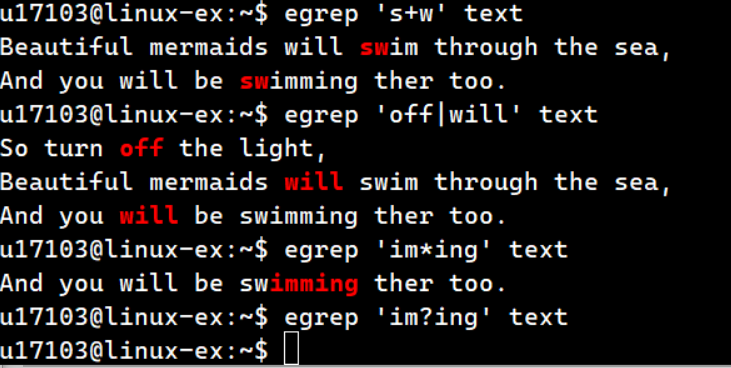 u17103@linux-ex:~$ egrep 's+w' text
Beautiful mermaids will swim through the sea,
And you will be swimming ther too.
u17103@linux-ex:~$ egrep 'off|will' text
So turn off the light,
Beautiful mermaids will swim through the sea,
And you will be swimming ther too.
u17103@linux-ex:~$ egrep 'im*ing' text
And you will be swimming ther too.
u17103@linux-ex:~$ egrep 'im?ing' text
u17103@linux-ex:~$